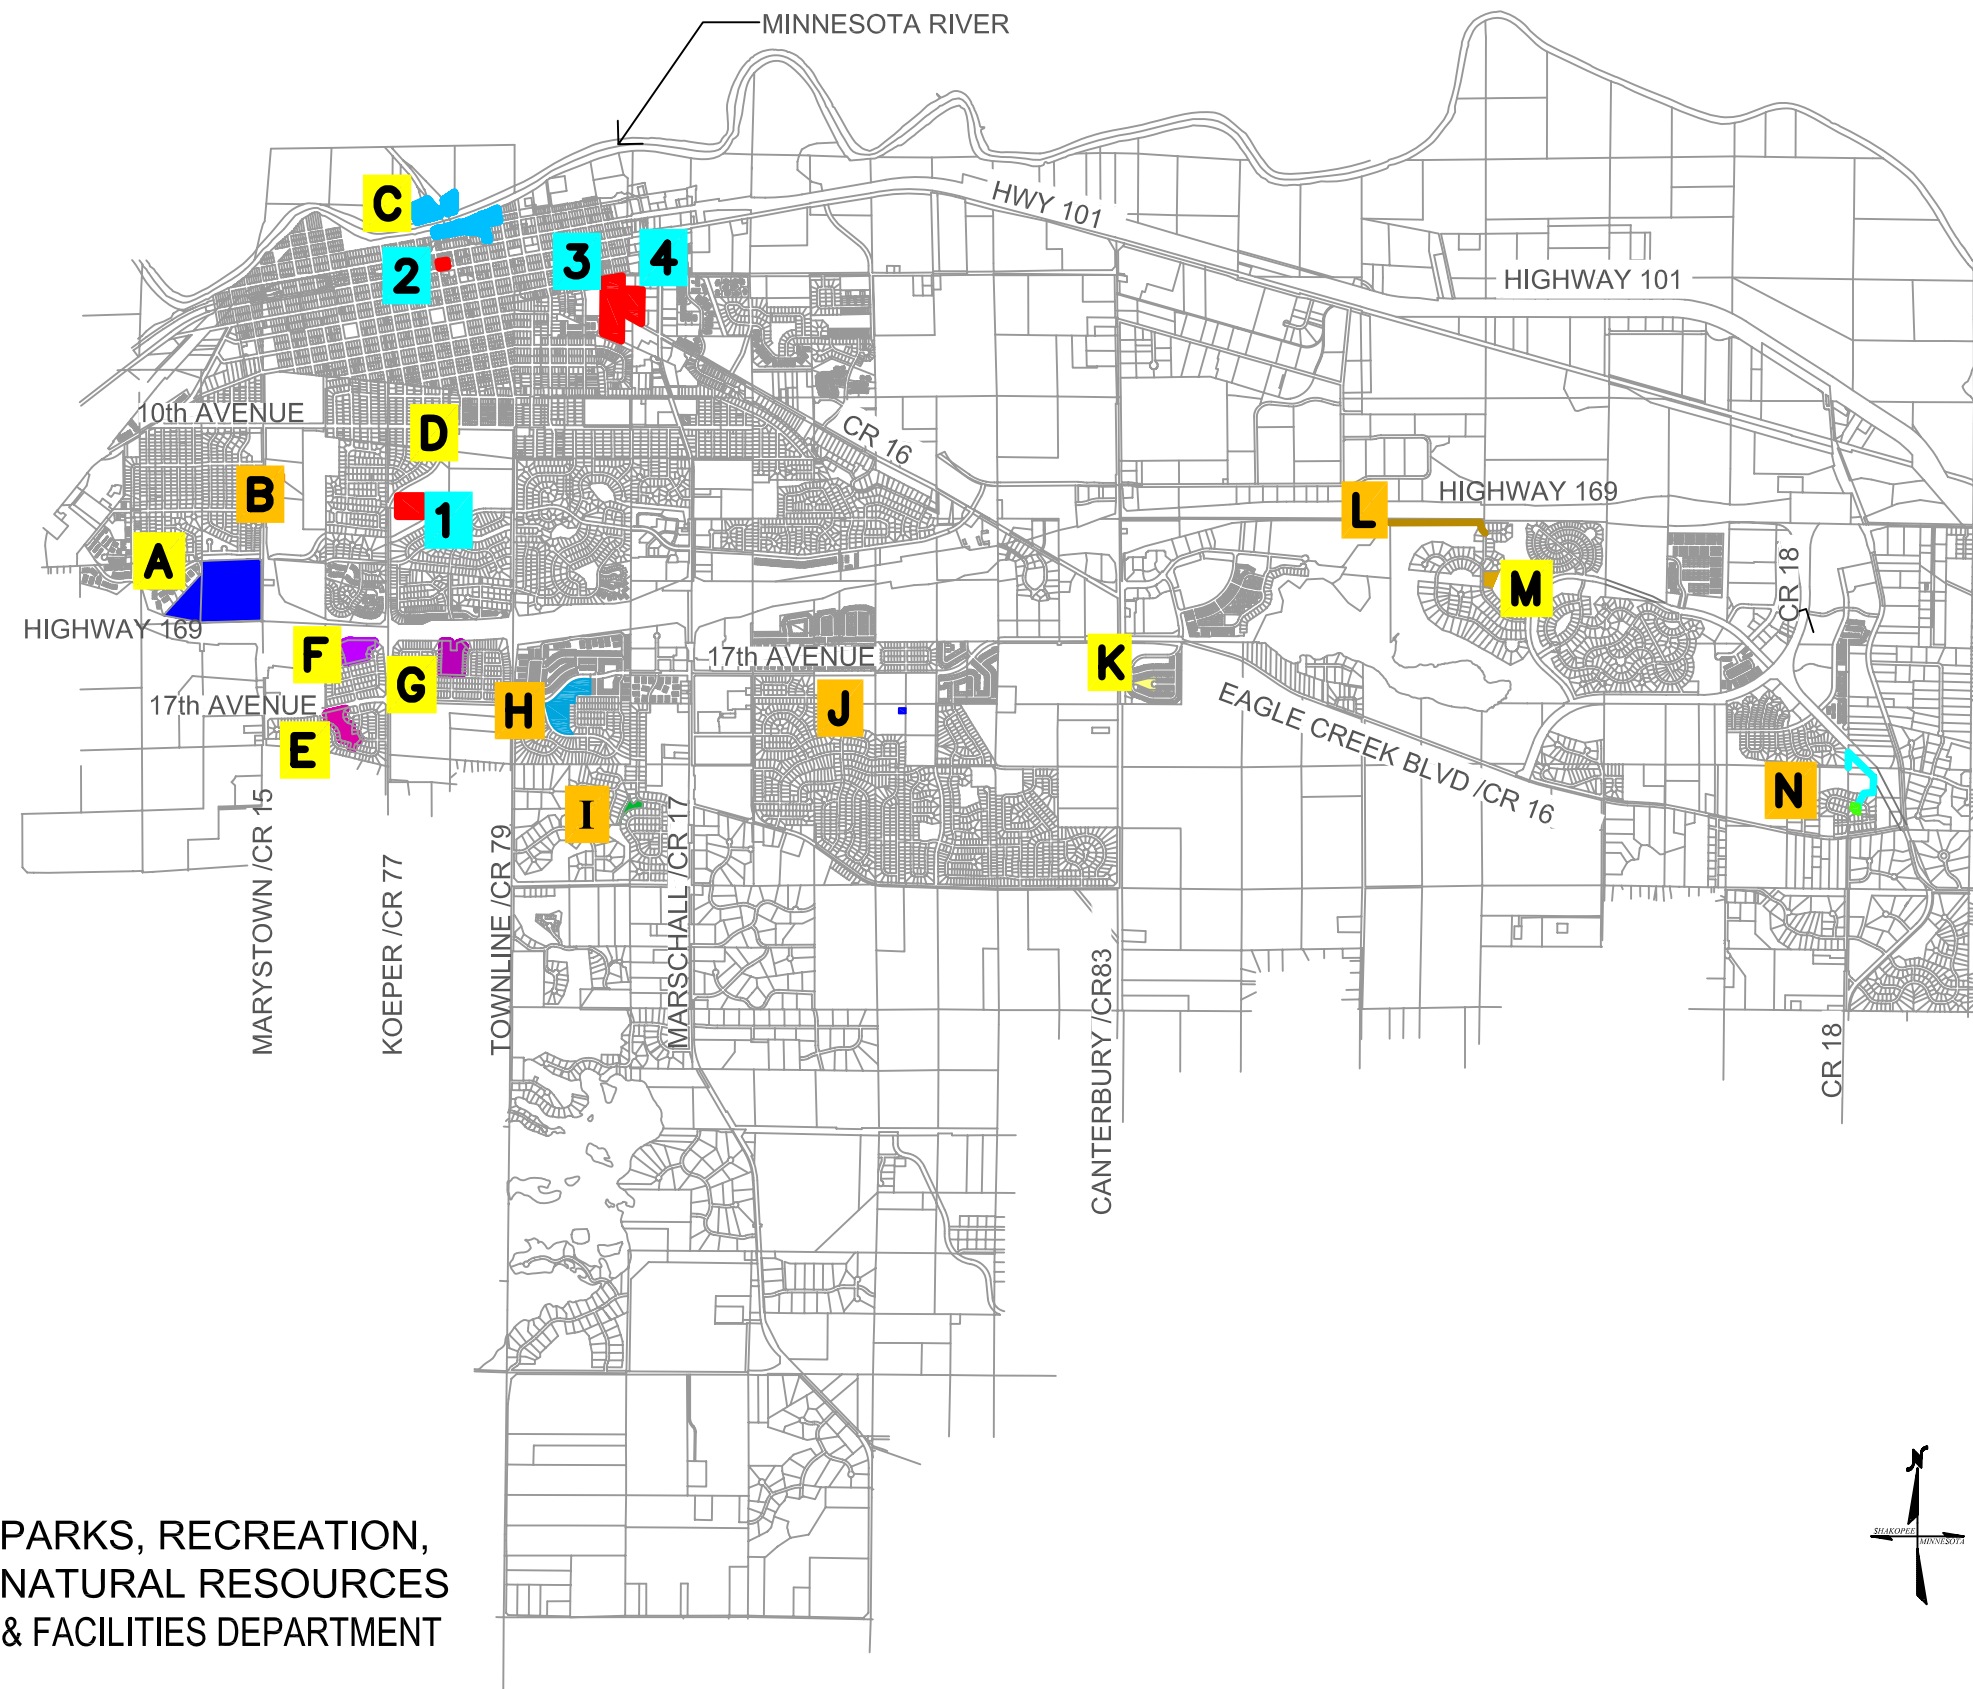 MINNESOTA RIVER
C
HWY 101
2
3
4
HIGHWAY 101
10th AVENUE
D
CR 16
B
1
L
HIGHWAY 169
A
M
CR 18
HIGHWAY 169
F
G
17th AVENUE
K
17th AVENUE
H
J
EAGLE CREEK BLVD /CR 16
E
I
N
MARYSTOWN /CR 15
KOEPER /CR 77
TOWNLINE /CR 79
MARSCHALL /CR 17
CANTERBURY /CR83
CR 18
PARKS, RECREATION,
NATURAL RESOURCES
& FACILITIES DEPARTMENT
N
SHAKOPEE
MINNESOTA